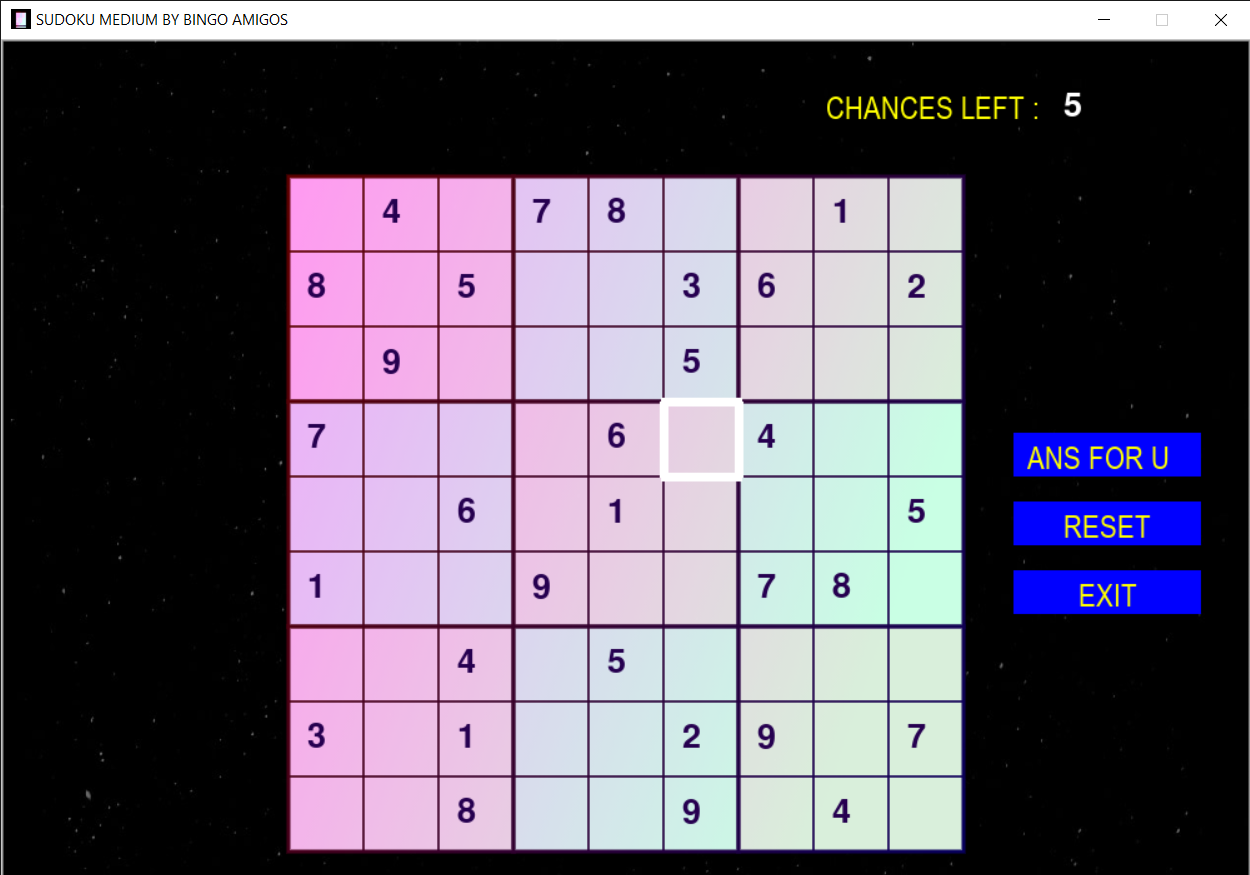 SUDOKU MEDIUM BY BINGO AMIGOS
CHANCES LEFT : 5
4 7 8 1
8 5 3 6 2
9 5
7 6 4
6 1 5
1 9 7 8
4 5
3 1 2 9 7
8 9 4
ANS FOR U
RESET
EXIT